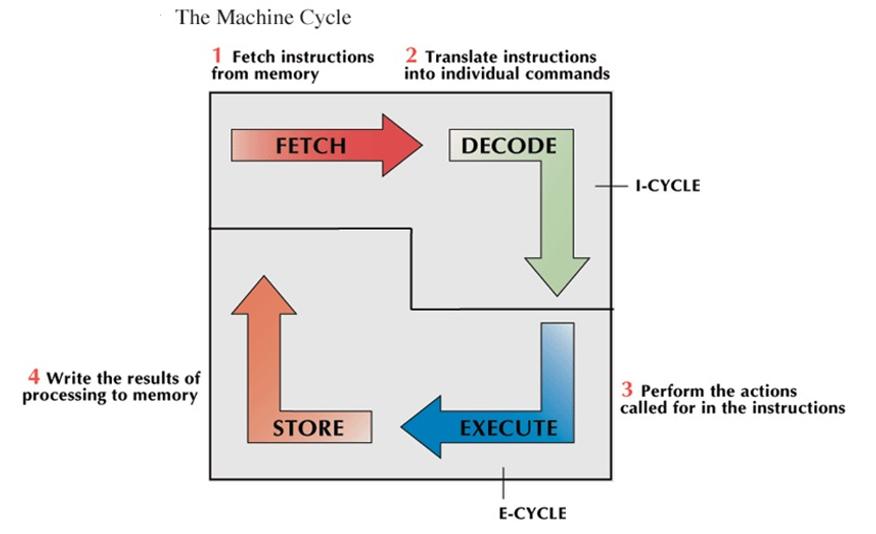 The Machine Cycle
1 Fetch instructions
from memory
2 Translate instructions
into individual commands
FETCH
DECODE
I-CYCLE
4 Write the results of
processing to memory
3 Perform the actions
called for in the instructions
STORE
EXECUTE
E-CYCLE